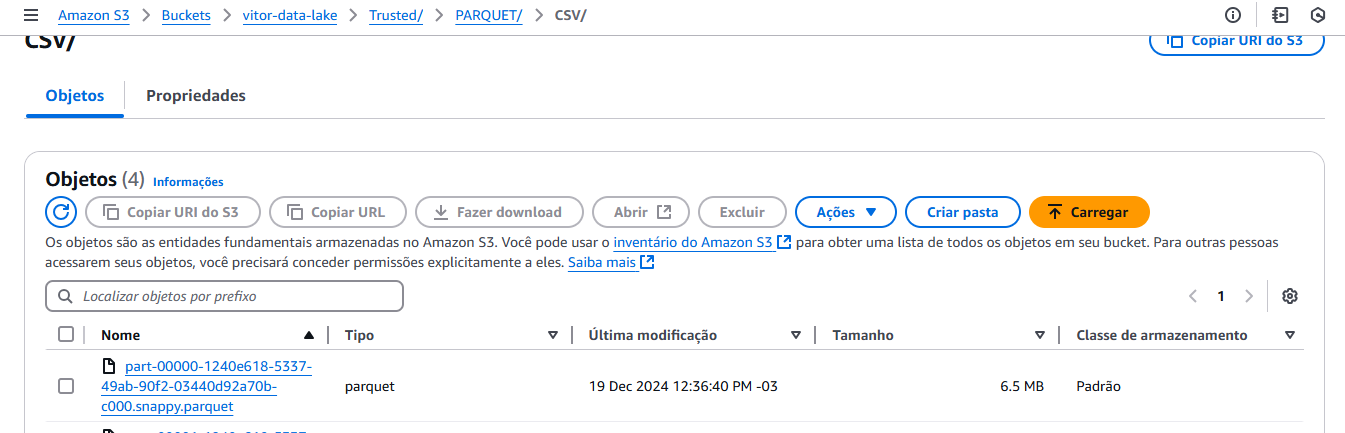 Amazon S3 > Buckets > vitor-data-lake > Trusted/ > PARQUET/ > CSV/
CSV/
Copiar URI do S3
Objetos
Propriedades
Objetos (4) Informações
Copiar URI do S3
Copiar URL
Fazer download
Abrir
Excluir
Ações
Criar pasta
Carregar
Os objetos são as entidades fundamentais armazenadas no Amazon S3. Você pode usar o inventário do Amazon S3 para obter uma lista de todos os objetos em seu bucket. Para outras pessoas
acessarem seus objetos, você precisará conceder permissões explicitamente a eles. Saiba mais
Localizar objetos por prefixo
1
Nome
Tipo
Última modificação
Tamanho
Classe de armazenamento
part-00000-1240e618-5337-
49ab-90f2-03440d92a70b-
c000.snappy.parquet
parquet
19 Dec 2024 12:36:40 PM -03
6.5 MB
Padrão